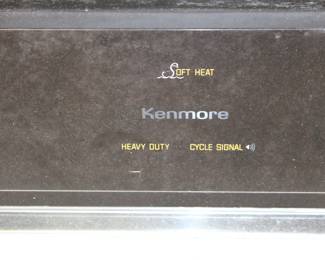 SOFT HEAT
Kenmore
HEAVY DUTY CYCLE SIGNAL